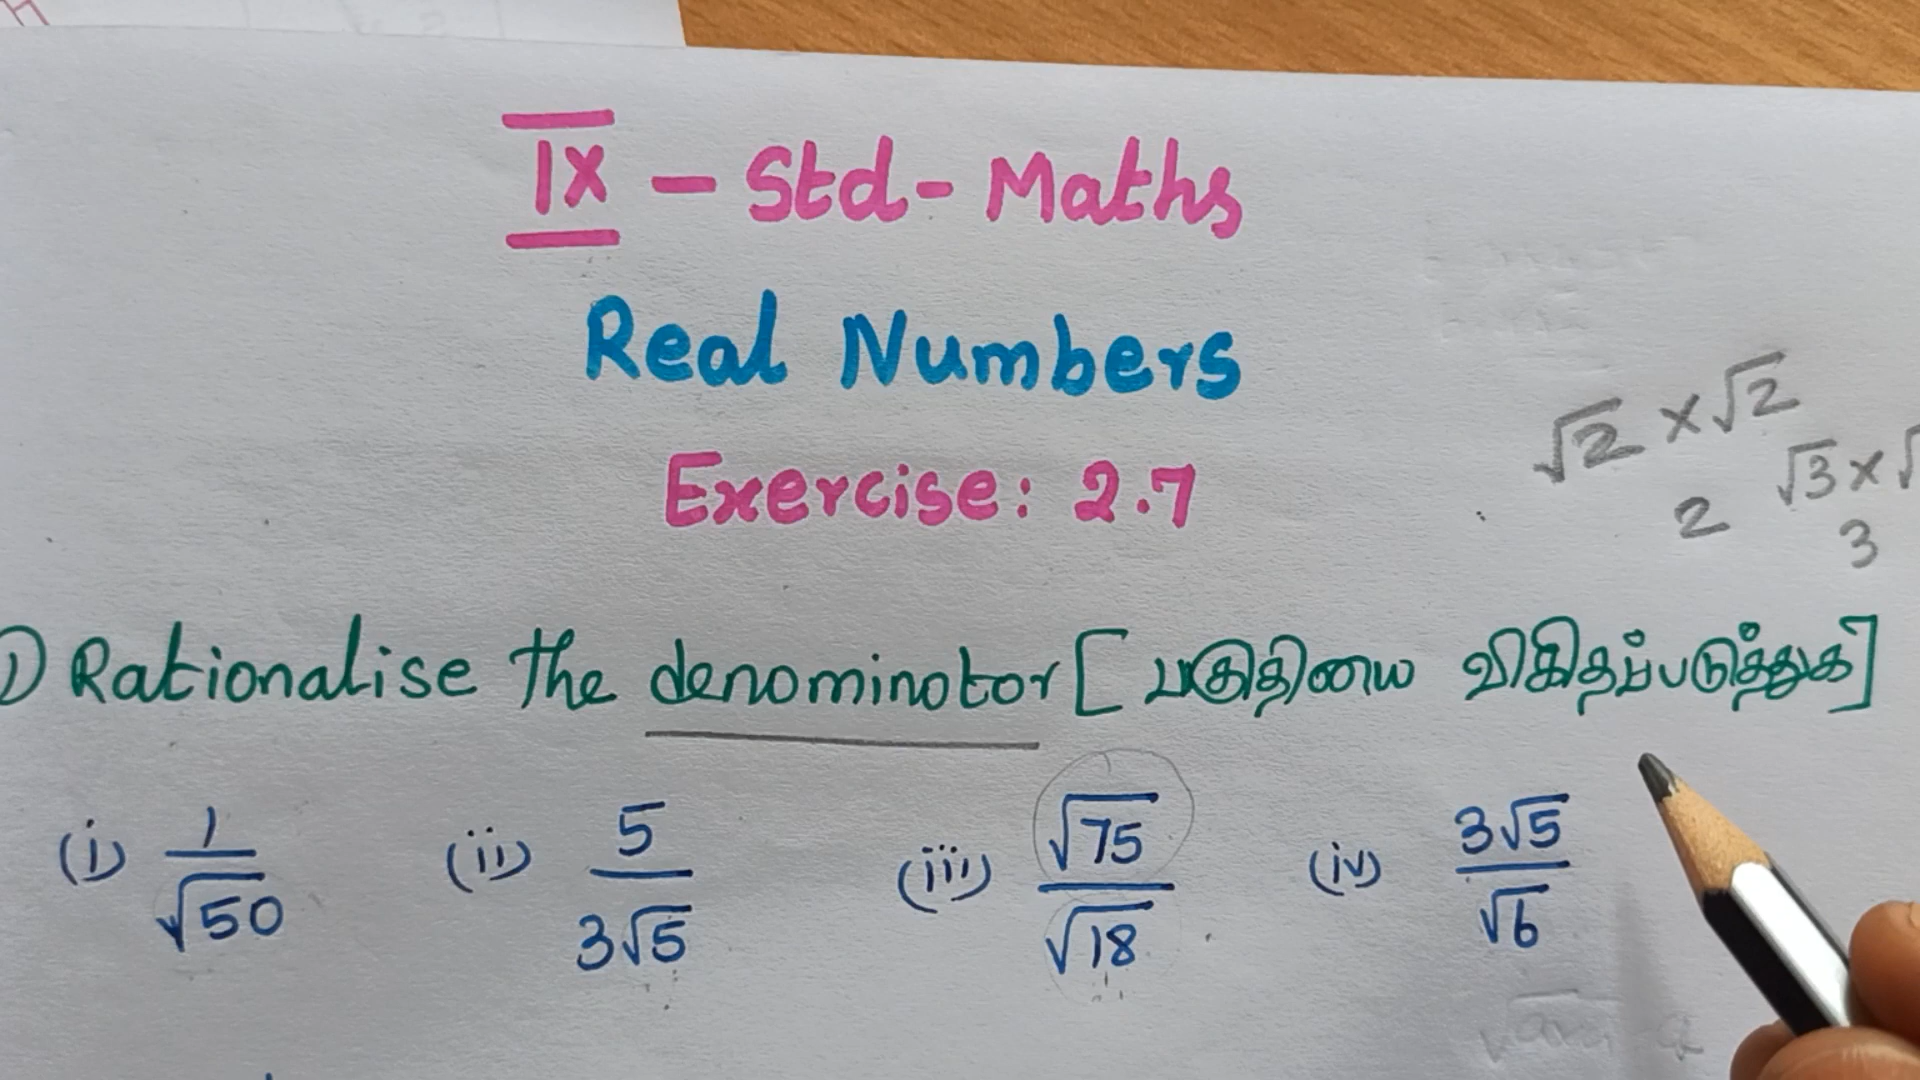 IX - Std - Maths
Real Numbers
Exercise: 2.7
√2 × √2
2
√3 × √
3
1) Rationalise the denominotor [பகுதியை விகிதப்படுத்துக]
(i) 1/√50 (ii) 5/3√5 (iii) √75/√18 (iv) 3√5/√6